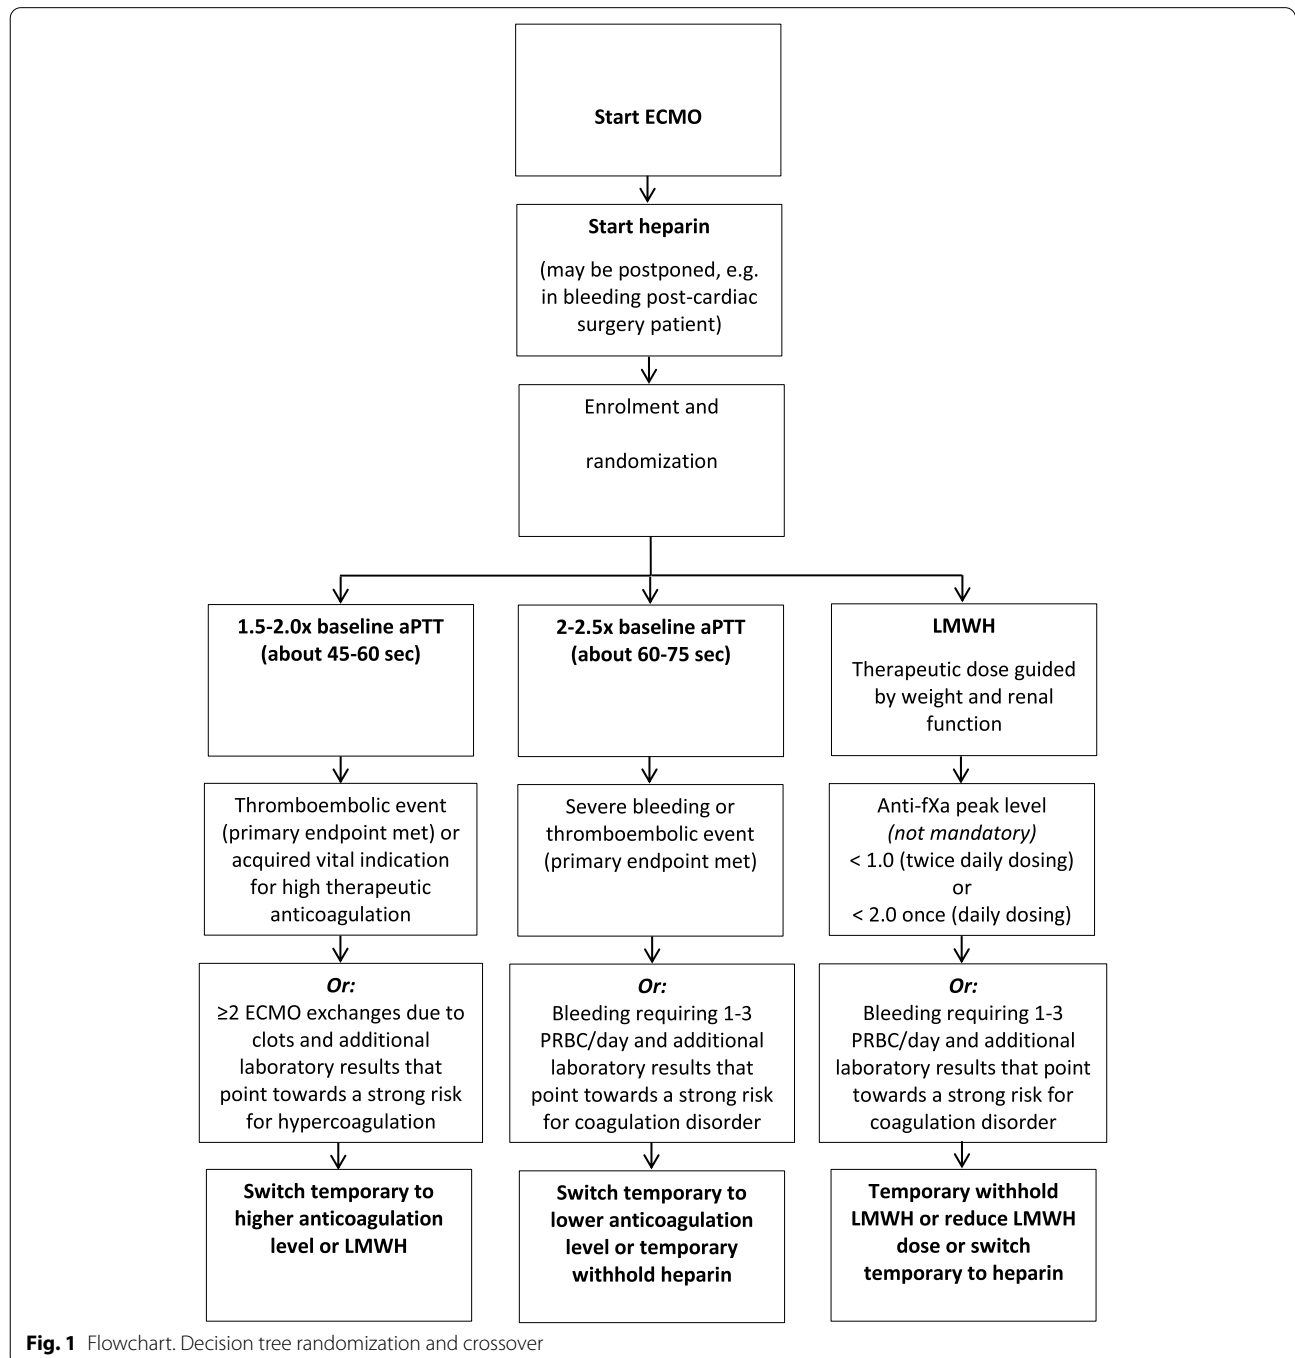 Start ECMO
Start heparin
(may be postponed, e.g.
in bleeding post-cardiac
surgery patient)
Enrolment and
randomization
1.5-2.0x baseline aPTT
(about 45-60 sec)
2-2.5x baseline aPTT
(about 60-75 sec)
LMWH
Therapeutic dose guided
by weight and renal
function
Thromboembolic event
(primary endpoint met) or
acquired vital indication
for high therapeutic
anticoagulation
Severe bleeding or
thromboembolic event
(primary endpoint met)
Anti-fXa peak level
(not mandatory)
< 1.0 (twice daily dosing)
or
< 2.0 once (daily dosing)
Or:
≥2 ECMO exchanges due to
clots and additional
laboratory results that
point towards a strong risk
for hypercoagulation
Or:
Bleeding requiring 1-3
PRBC/day and additional
laboratory results that
point towards a strong risk
for coagulation disorder
Or:
Bleeding requiring 1-3
PRBC/day and additional
laboratory results that point
towards a strong risk for
coagulation disorder
Switch temporary to
higher anticoagulation
level or LMWH
Switch temporary to
lower anticoagulation
level or temporary
withhold heparin
Temporary withhold
LMWH or reduce LMWH
dose or switch
temporary to heparin
Fig. 1 Flowchart. Decision tree randomization and crossover